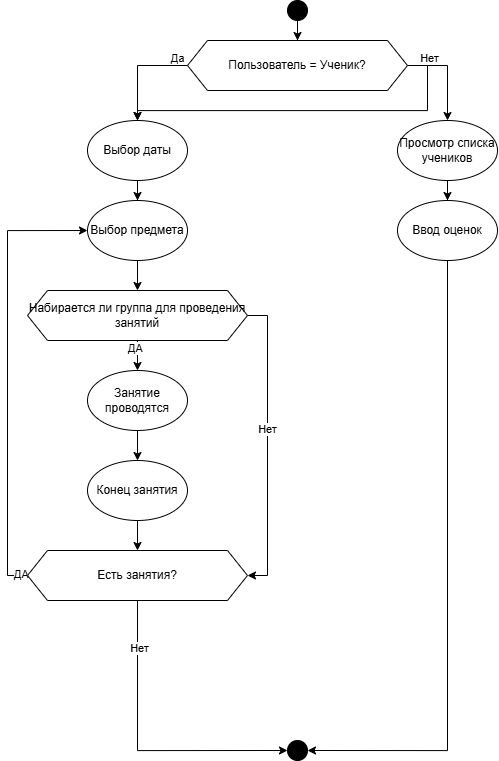 Да
Пользователь = Ученик?
Нет
Выбор даты
Просмотр списка
учеников
Выбор предмета
Ввод оценок
Набирается ли группа для проведения
занятий
ДА
Занятие
проводятся
Нет
Конец занятия
ДА
Есть занятия?
Нет